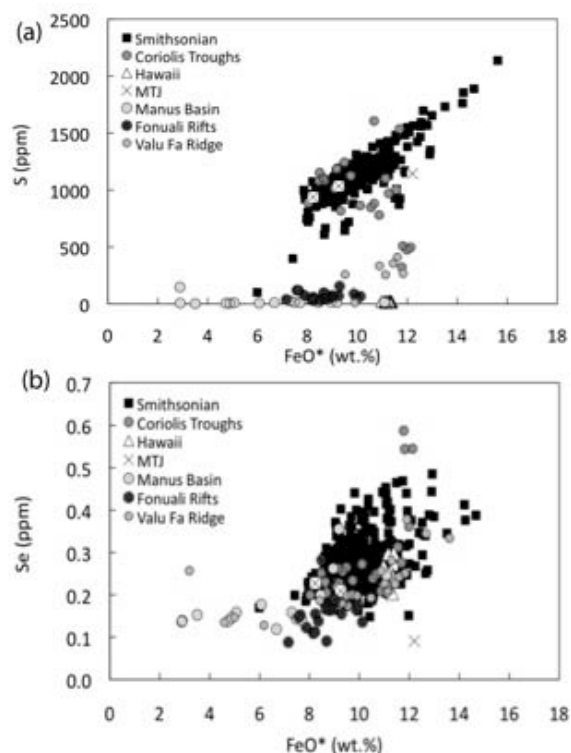 (a)
2500
2000
1500
1000
500
0
S (ppm)
Smithsonian
Coriolis Troughs
Hawaii
MTJ
Manus Basin
Fonuali Rifts
Valu Fa Ridge
0 2 4 6 8 10 12 14 16 18
FeO* (wt.%)
(b)
0.7
0.6
0.5
0.4
0.3
0.2
0.1
0.0
Se (ppm)
Smithsonian
Coriolis Troughs
Hawaii
MTJ
Manus Basin
Fonuali Rifts
Valu Fa Ridge
0 2 4 6 8 10 12 14 16 18
FeO* (wt.%)